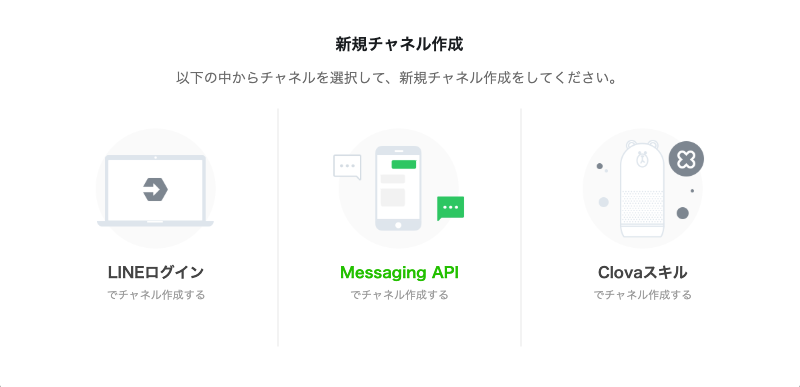 新規チャネル作成
以下の中からチャネルを選択して、新規チャネル作成をしてください。
LINEログイン
でチャネル作成する
Messaging API
でチャネル作成する
Clovaスキル
でチャネル作成する